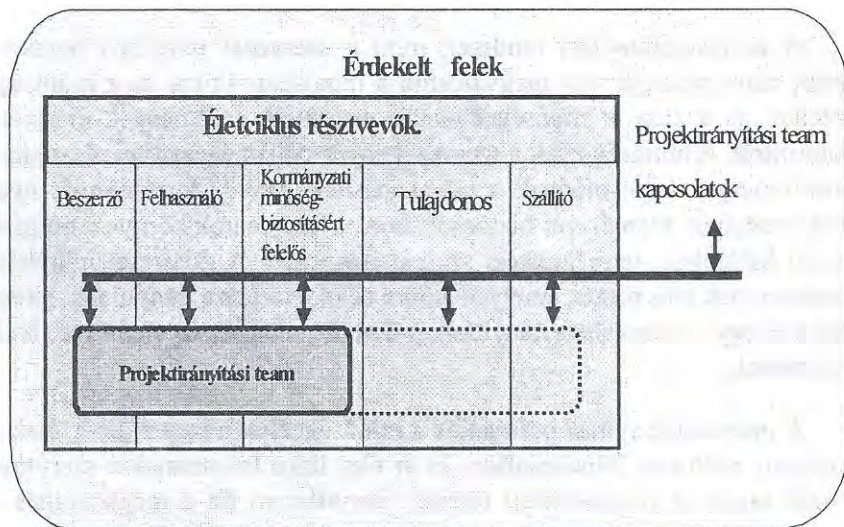 Érdekelt felek
Életciklus résztvevők.
Beszerző
Felhasználó
Kormányzati
minőség-
biztosításért
felelős
Tulajdonos
Szállító
Projektirányítási team
kapcsolatok
Projektirányítási team